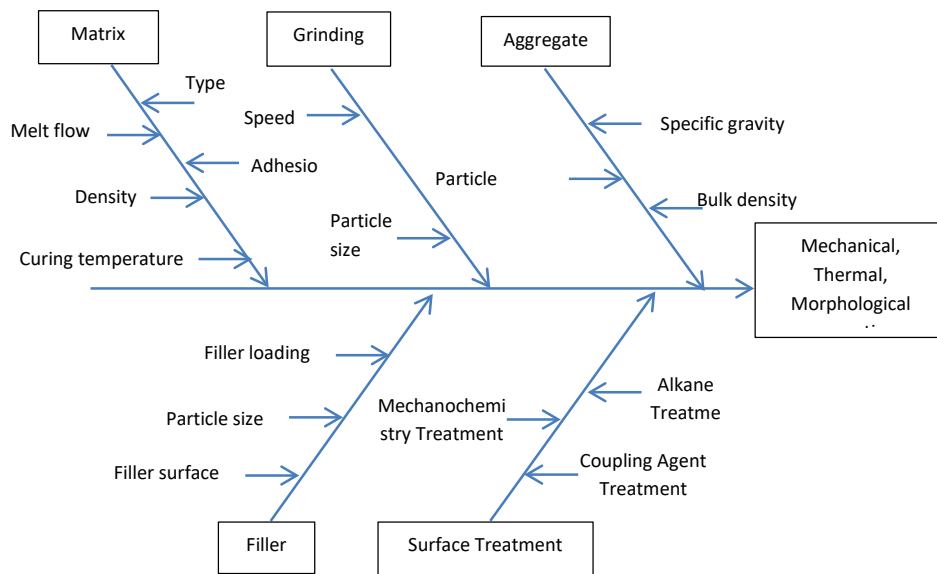 Matrix
Grinding
Aggregate
Type
Melt flow
Adhesio
Density
Curing temperature
Speed
Particle
size
Specific gravity
Particle
Bulk density
Mechanical,
Thermal,
Morphological
Filler loading
Particle size
Filler surface
Mechanochemi
stry Treatment
Alkane
Treatme
Coupling Agent
Treatment
Filler
Surface Treatment